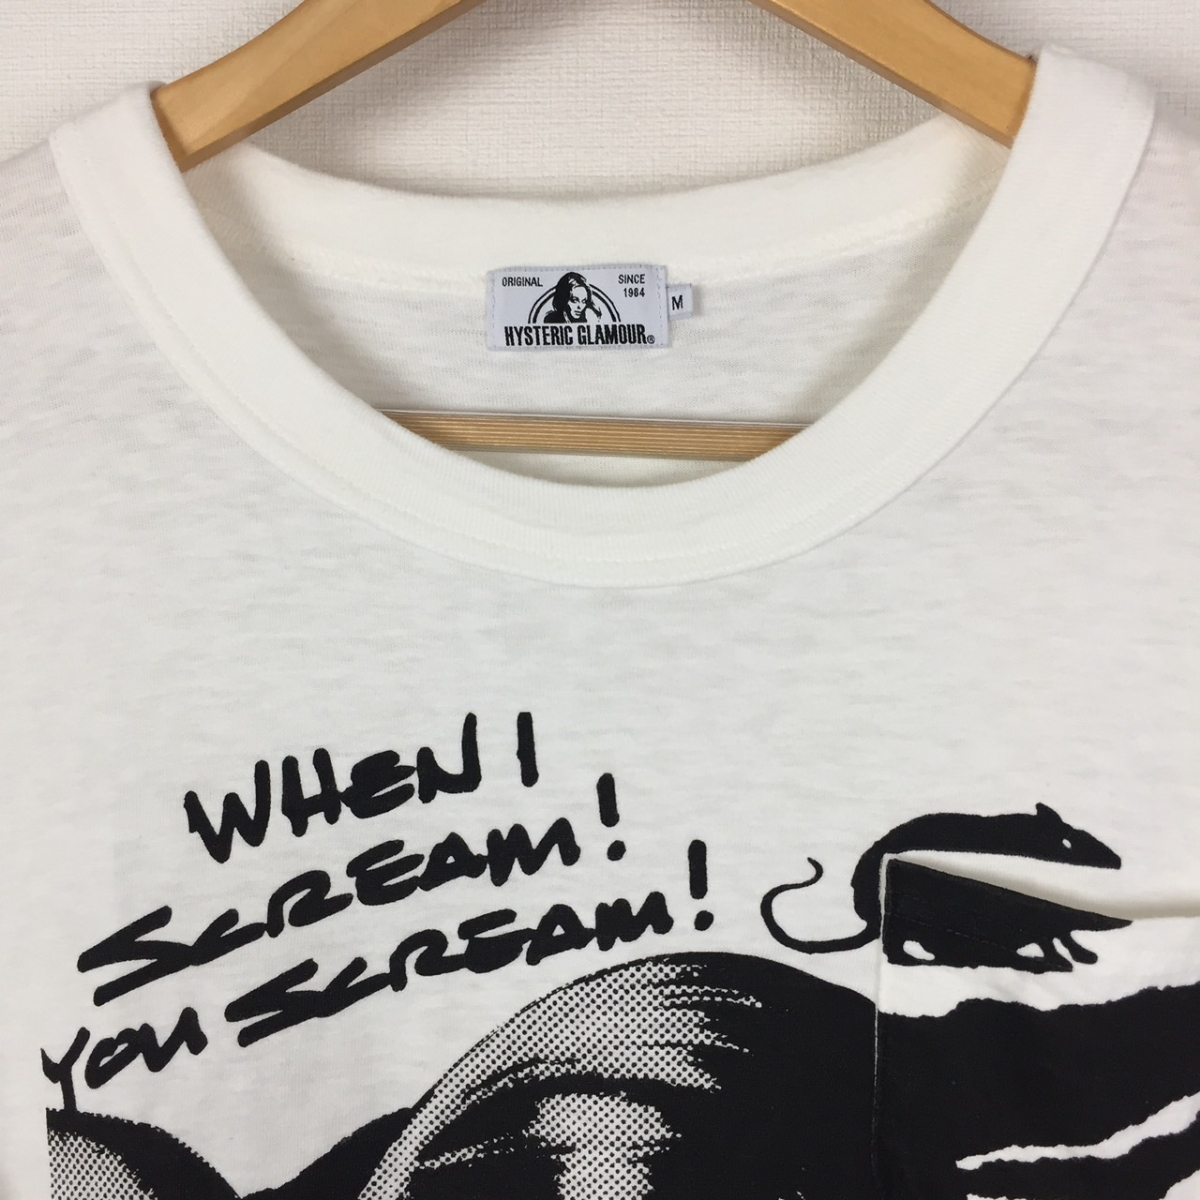 ORIGINAL SINCE
1984
HYSTERIC GLAMOUR®
M
WHEN I
SCREAM!
YOU SCREAM!